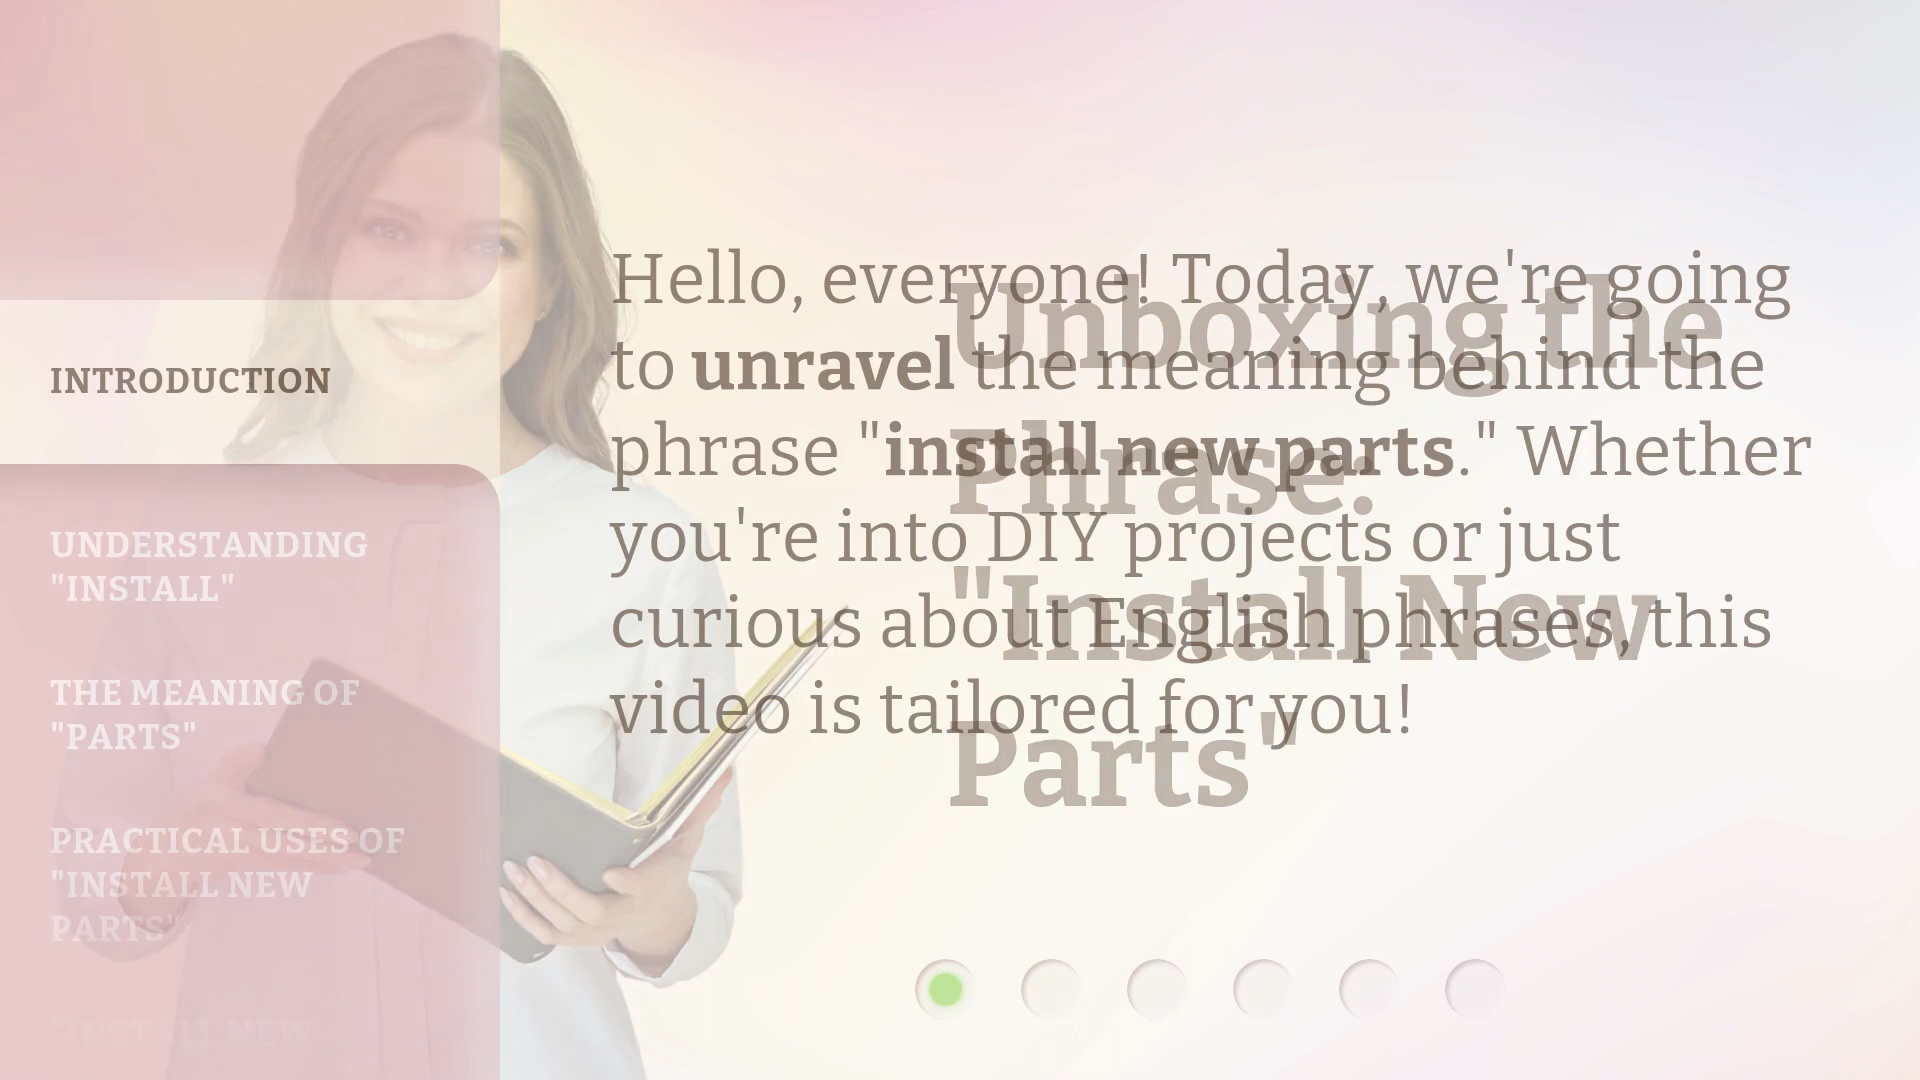 INTRODUCTION
UNDERSTANDING
"INSTALL"
THE MEANING OF
"PARTS"
PRACTICAL USES OF
"INSTALL NEW
PARTS"
"INSTALL NEW
Hello, everyone! Today, we're going
to unravel the meaning behind the
phrase "install new parts." Whether
you're into DIY projects or just
curious about English phrases, this
video is tailored for you!
Unboxing the
Phrase:
"Install New
Parts"